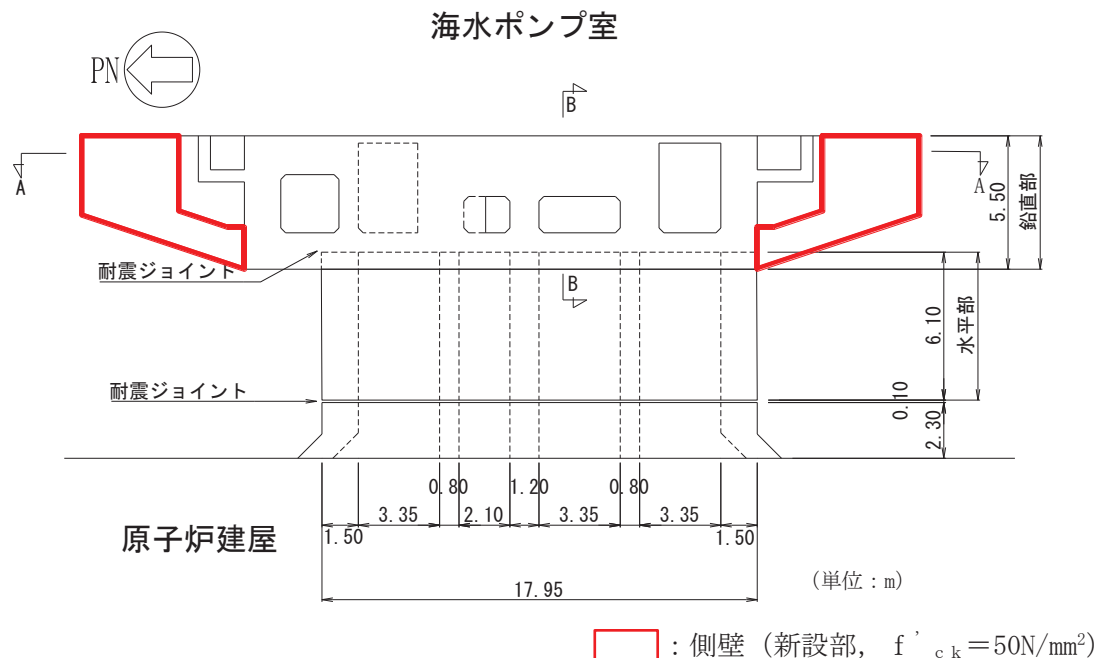 海水ポンプ室
PN
B
A
A
5.50
鉛直部
耐震ジョイント
B
6.10
水平部
耐震ジョイント
0.10
2.30
0.80
1.20
0.80
3.35
2.10
3.35
3.35
1.50
1.50
原子炉建屋
17.95
(単位：m)
：側壁（新設部，f'ck＝50N/mm²）